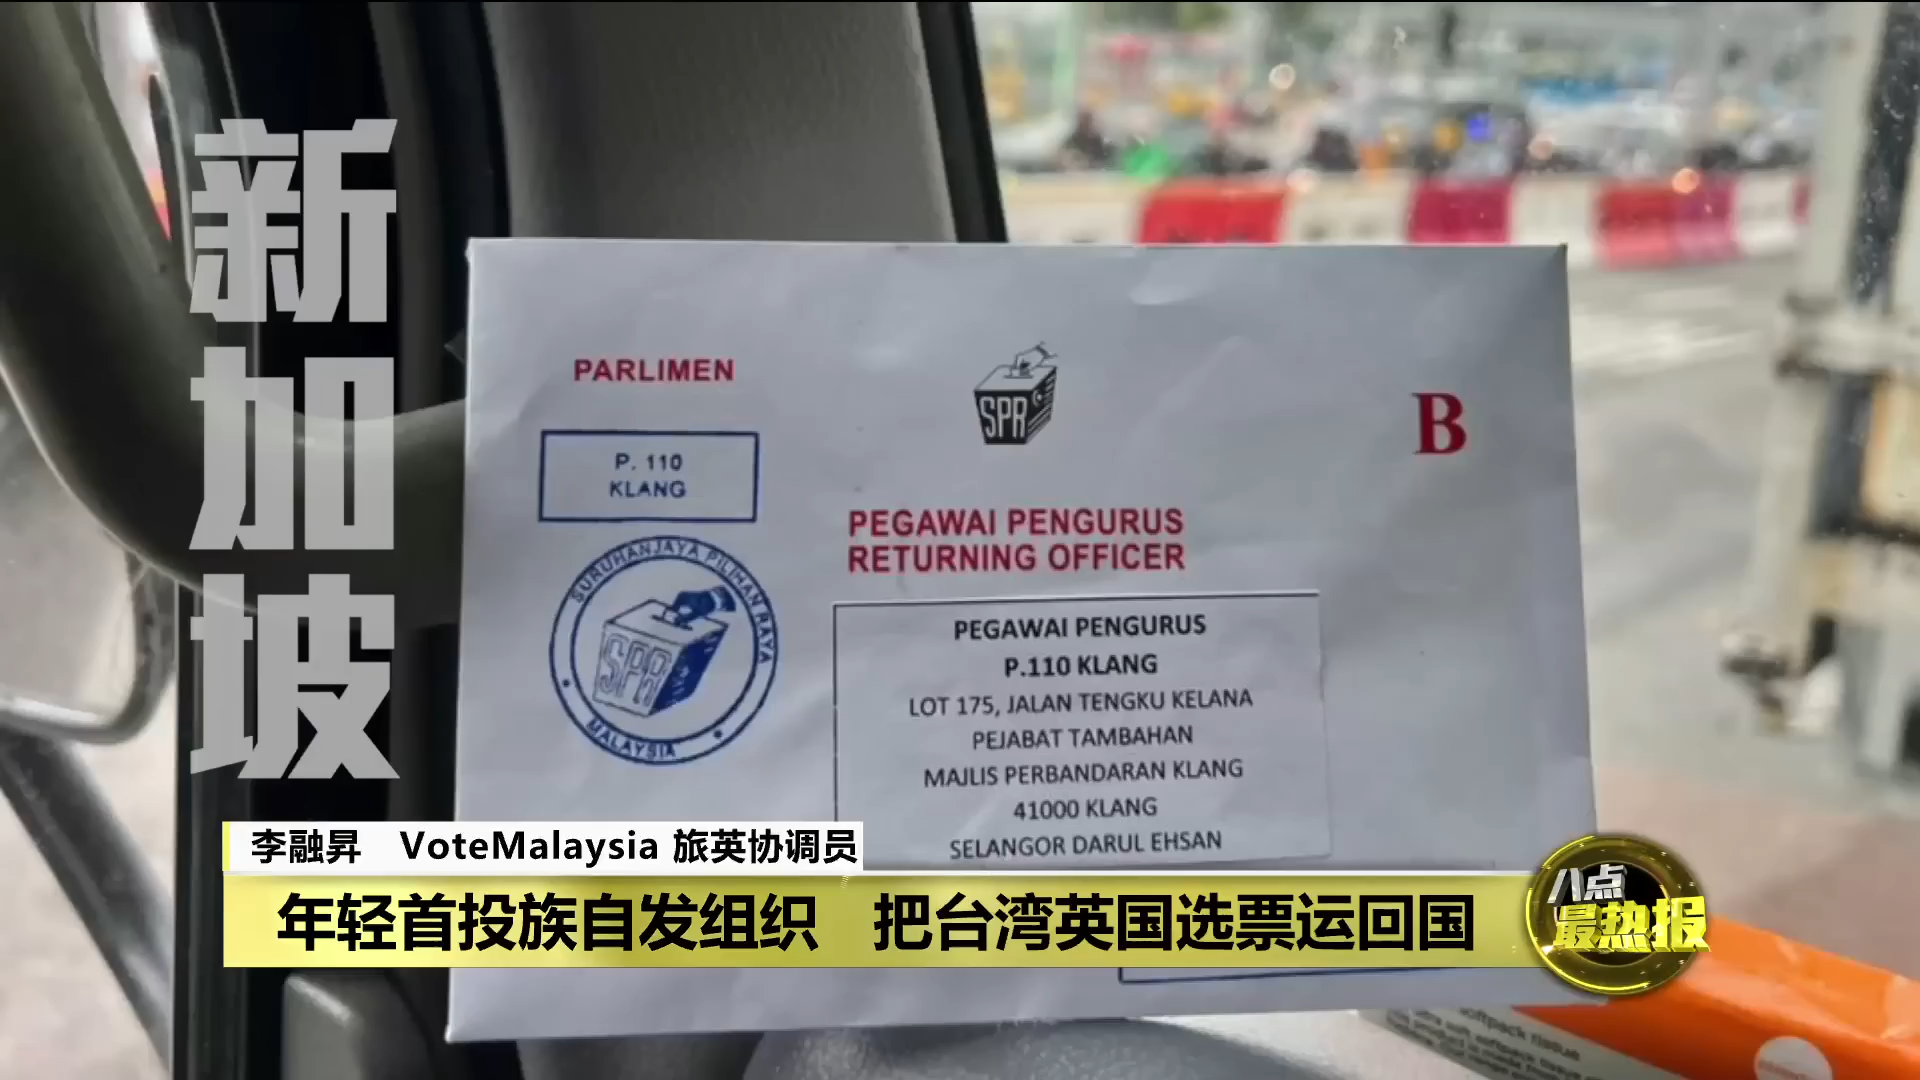 新加坡
PARLIMEN
P. 110
KLANG
SURUHANJAYA PILIHAN RAYA
SPR
MALAYSIA
SPR
B
PEGAWAI PENGURUS
RETURNING OFFICER
PEGAWAI PENGURUS
P.110 KLANG
LOT 175, JALAN TENGKU KELANA
PEJABAT TAMBAHAN
MAJLIS PERBANDARAN KLANG
41000 KLANG
SELANGOR DARUL EHSAN
李融昇 VoteMalaysia 旅英协调员
年轻首投族自发组织 把台湾英国选票运回国
八点
最热报
softpack tissue